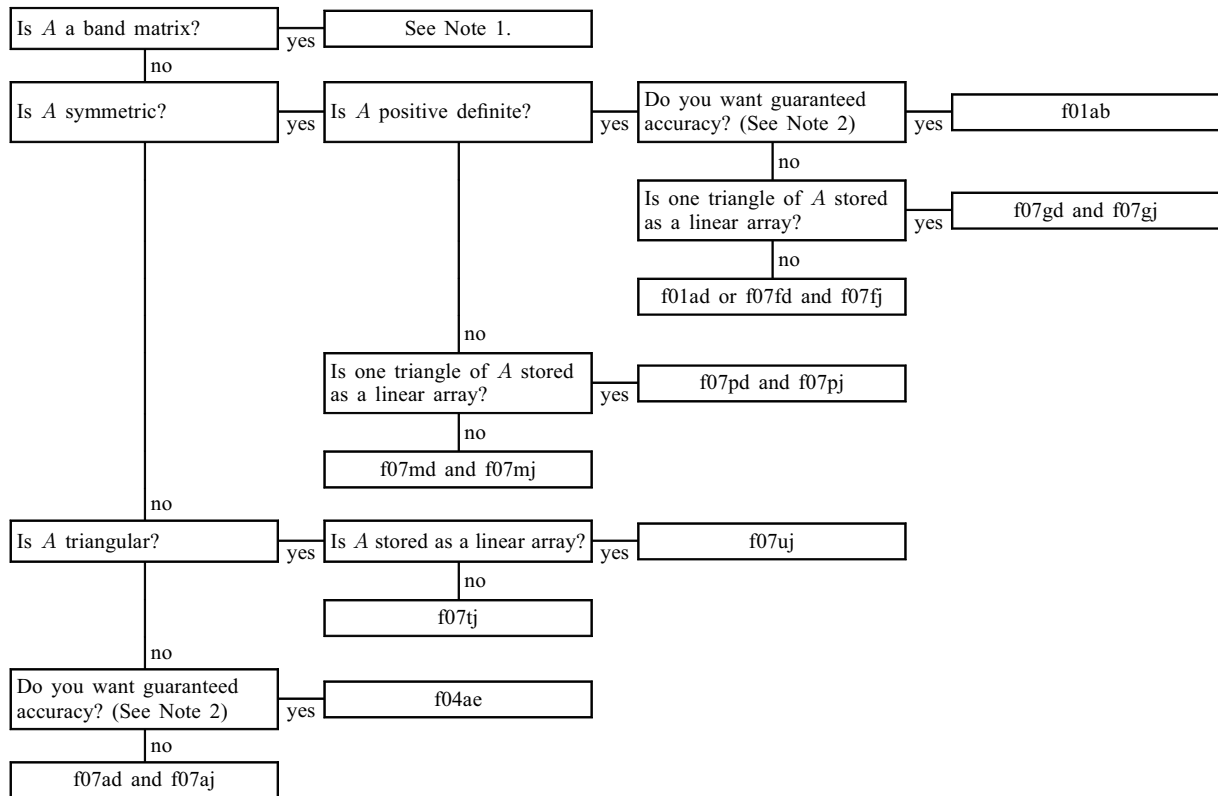 Is A a band matrix?
yes
See Note 1.
no
Is A symmetric?
yes
Is A positive definite?
yes
Do you want guaranteed
accuracy? (See Note 2)
yes
f01ab
no
Is one triangle of A stored
as a linear array?
yes
f07gd and f07gj
no
f01ad or f07fd and f07fj
no
Is one triangle of A stored
as a linear array?
yes
f07pd and f07pj
no
f07md and f07mj
no
Is A triangular?
yes
Is A stored as a linear array?
yes
f07uj
no
f07tj
no
Do you want guaranteed
accuracy? (See Note 2)
yes
f04ae
no
f07ad and f07aj